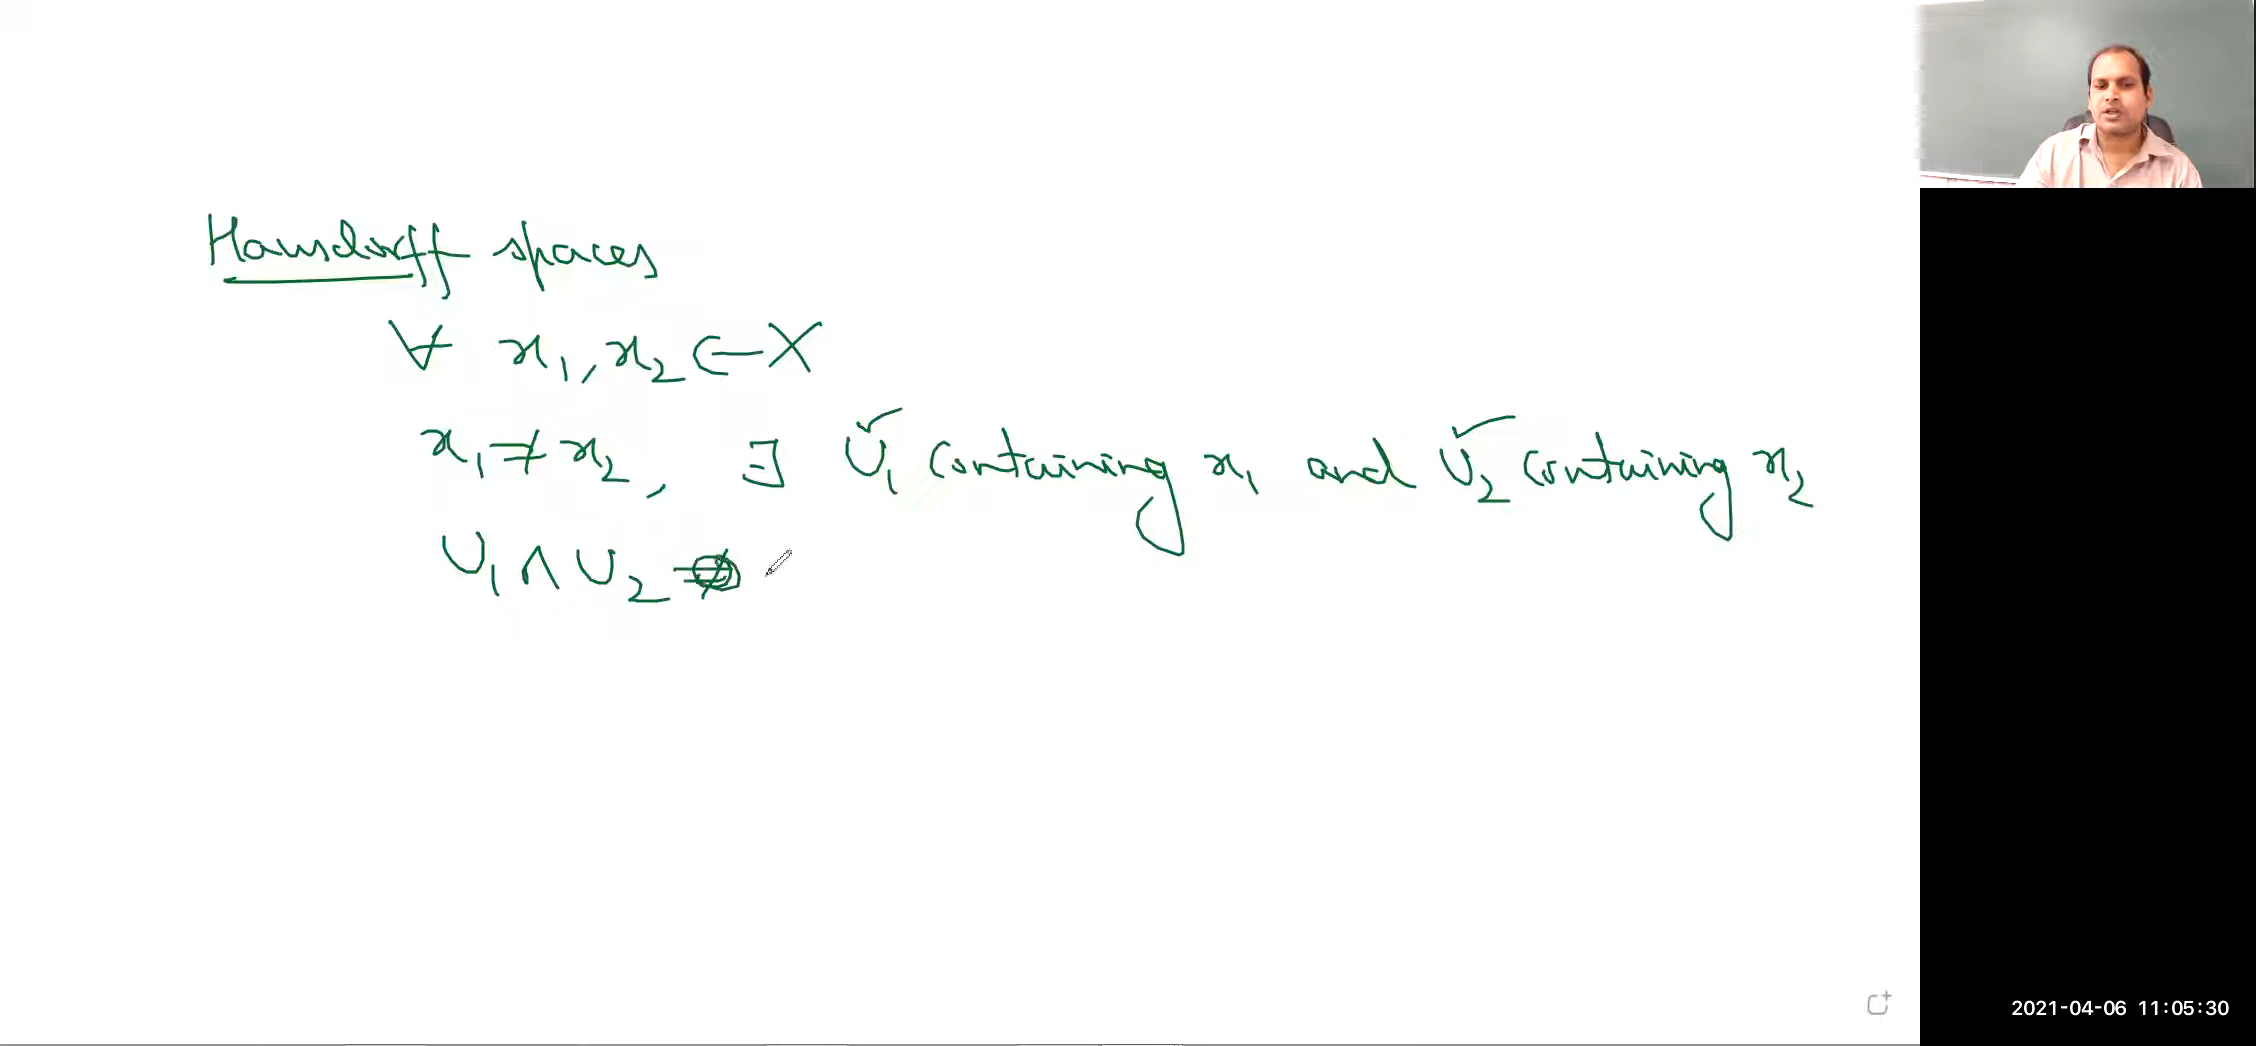 Hausdorff spaces
∀ x₁, x₂ ∈ X
x₁ ≠ x₂, ∃ U₁ containing x₁ and U₂ containing x₂
U₁ ∩ U₂ = ∅
2021-04-06 11:05:30